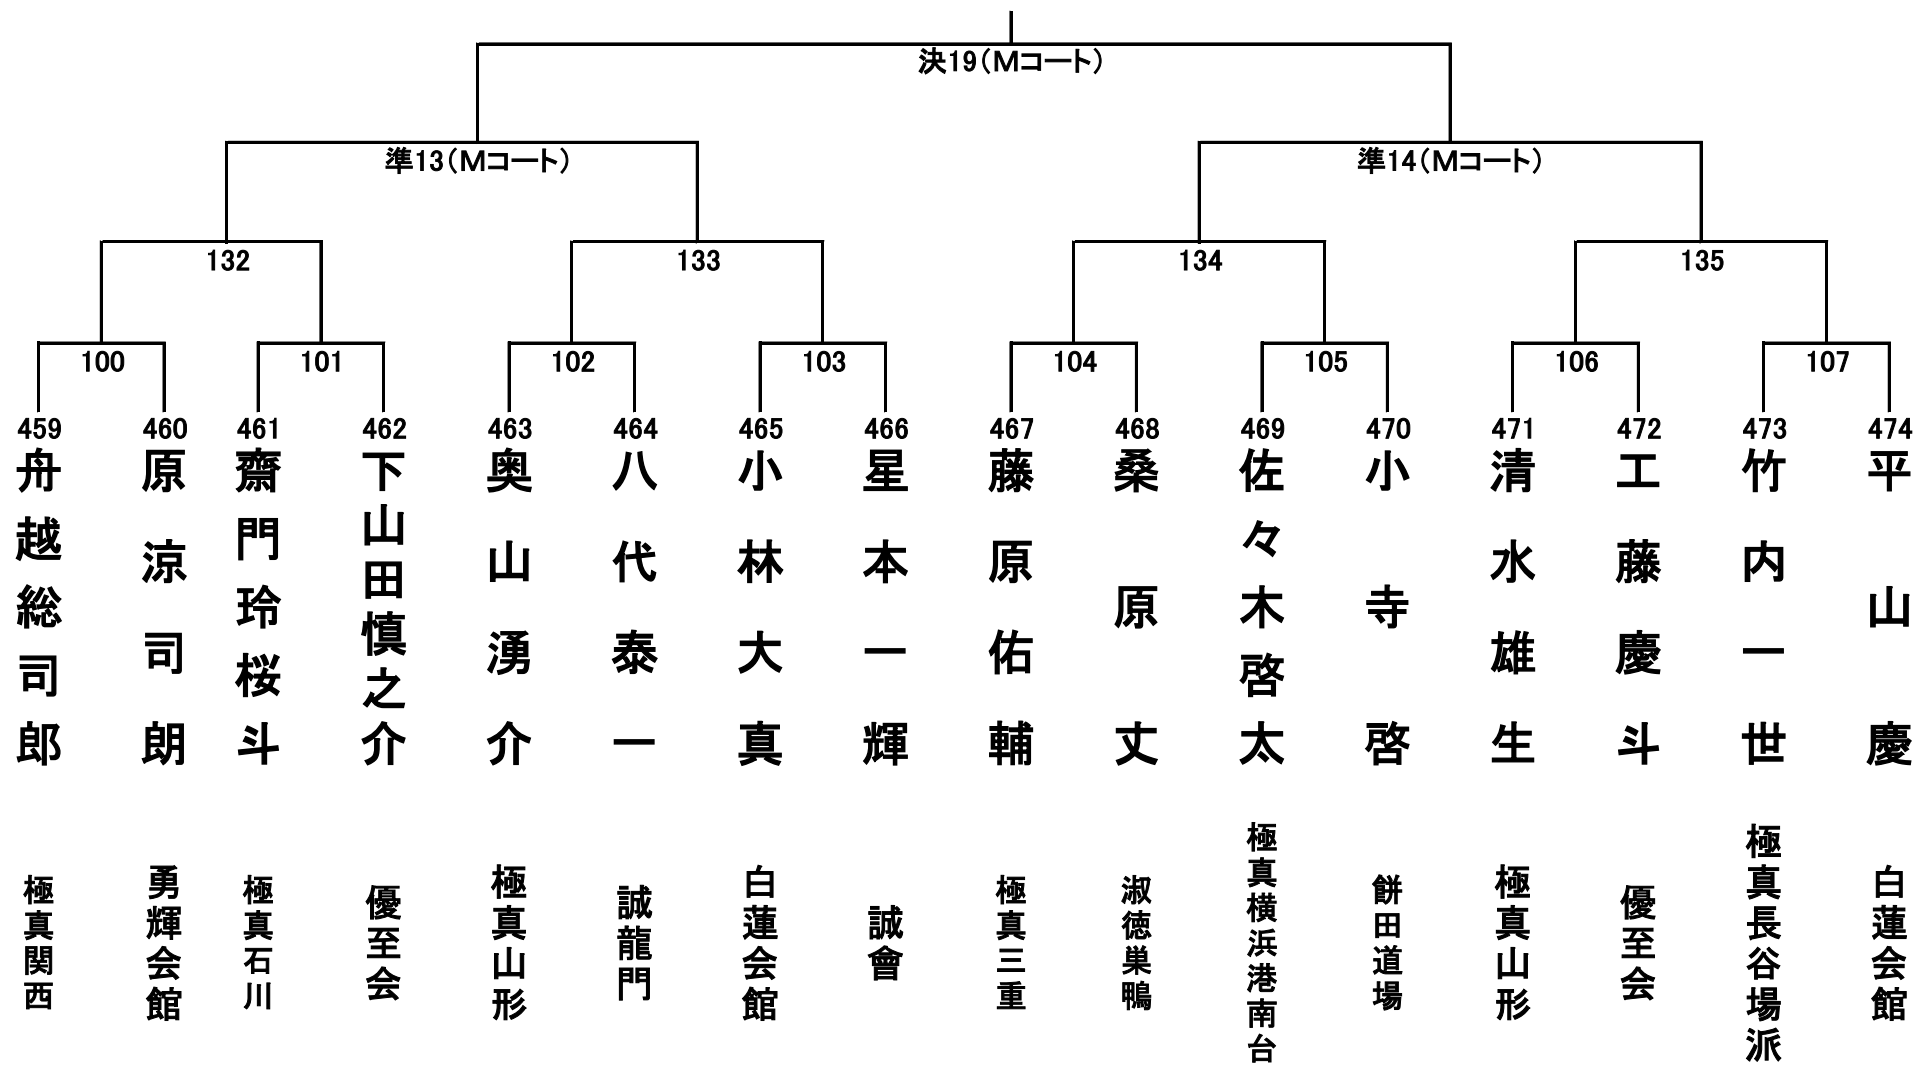 決19(Mコート)
準13(Mコート)
準14(Mコート)
132
133
134
135
100
101
102
103
104
105
106
107
459
460
461
462
463
464
465
466
467
468
469
470
471
472
473
474
舟越総司郎
原涼司朗
齋門玲桜斗
下山田慎之介
奥山湧介
八代泰一
小林大真
星本一輝
藤原佑輔
桑原丈
佐々木啓太
小寺啓
清水雄生
工藤慶斗
竹内一世
平山慶
極真関西
勇輝会館
極真石川
優至会
極真山形
誠龍門
白蓮会館
誠會
極真三重
淑徳巣鴨
極真横浜港南台
餅田道場
極真山形
優至会
極真長谷場派
白蓮会館